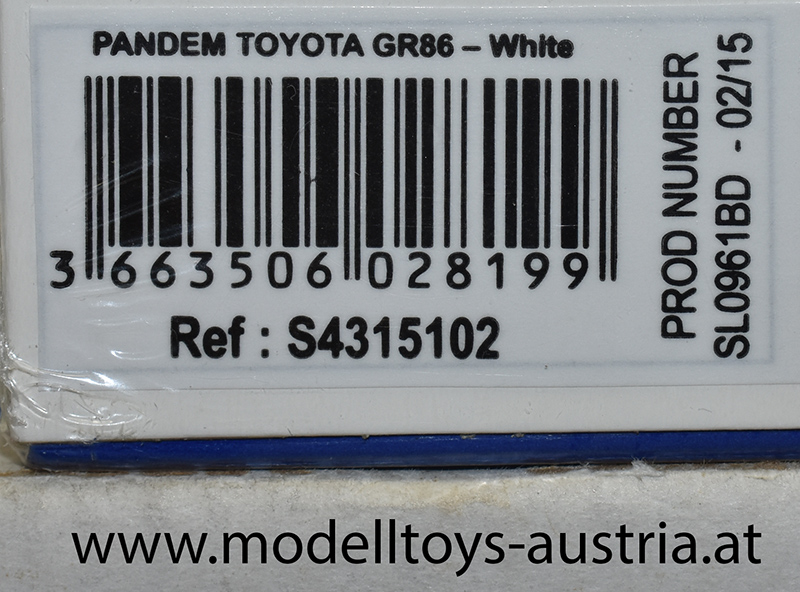 PANDEM TOYOTA GR86 – White
3 663506 028199
Ref : S4315102
PROD NUMBER
SL0961BD - 02/15
www.modelltoys-austria.at